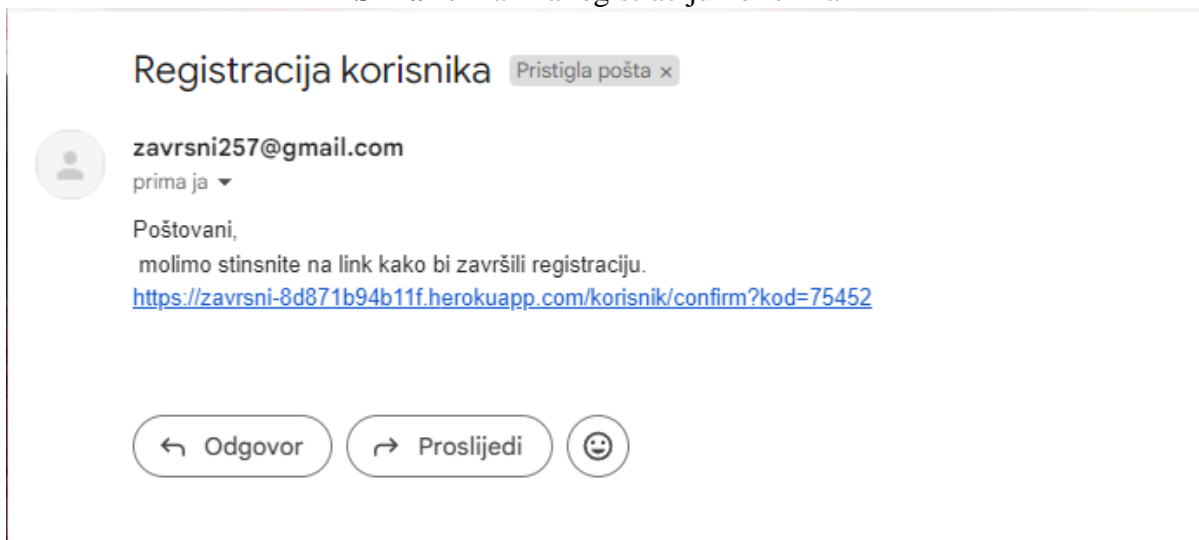 Registracija korisnika Pristigla pošta ×
zavrsni257@gmail.com
prima ja
Poštovani,
molimo stinsnite na link kako bi završili registraciju.
https://zavrsni-8d871b94b11f.herokuapp.com/korisnik/confirm?kod=75452
Odgovor Proslijedi